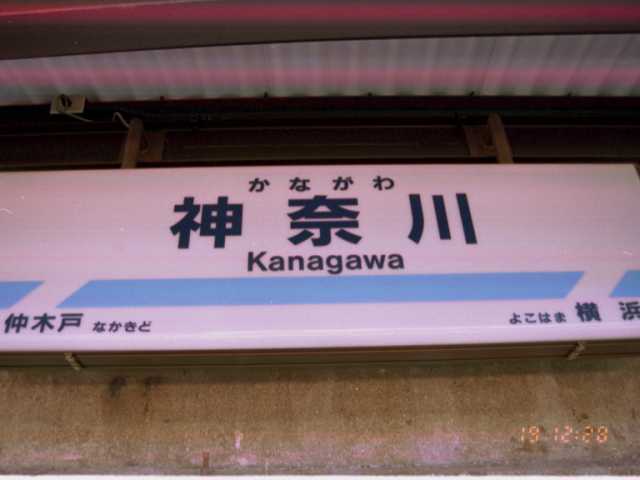 かながわ
神奈川
Kanagawa
仲木戸 なかきど
よこはま 横浜
19 12:29